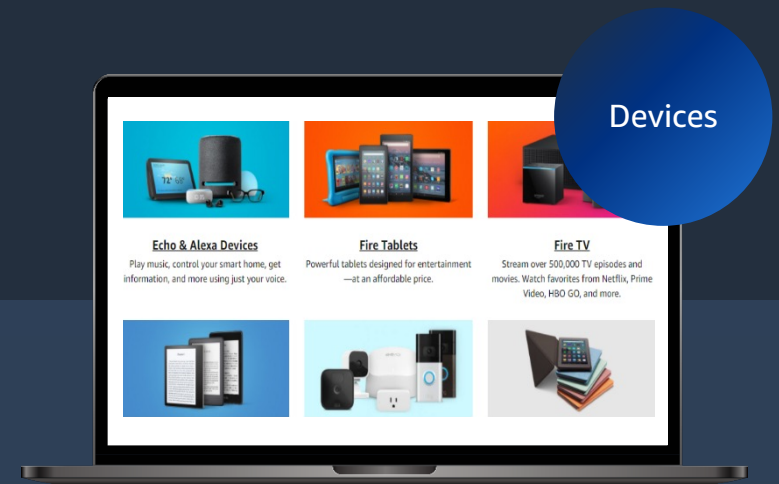 Devices
Echo & Alexa Devices
Play music, control your smart home, get
information, and more using just your voice.
Fire Tablets
Powerful tablets designed for entertainment
—at an affordable price.
Fire TV
Stream over 500,000 TV episodes and
movies. Watch favorites from Netflix, Prime
Video, HBO GO, and more.